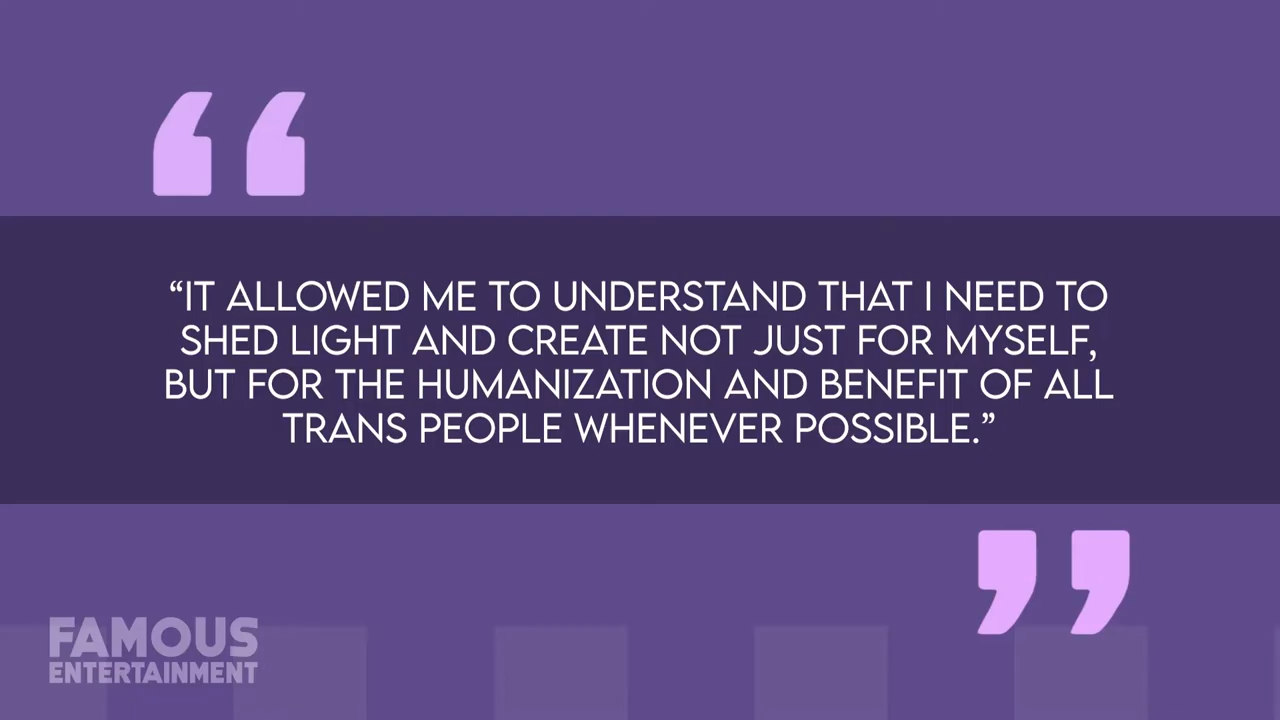 “IT ALLOWED ME TO UNDERSTAND THAT I NEED TO
SHED LIGHT AND CREATE NOT JUST FOR MYSELF,
BUT FOR THE HUMANIZATION AND BENEFIT OF ALL
TRANS PEOPLE WHENEVER POSSIBLE.”
FAMOUS
ENTERTAINMENT